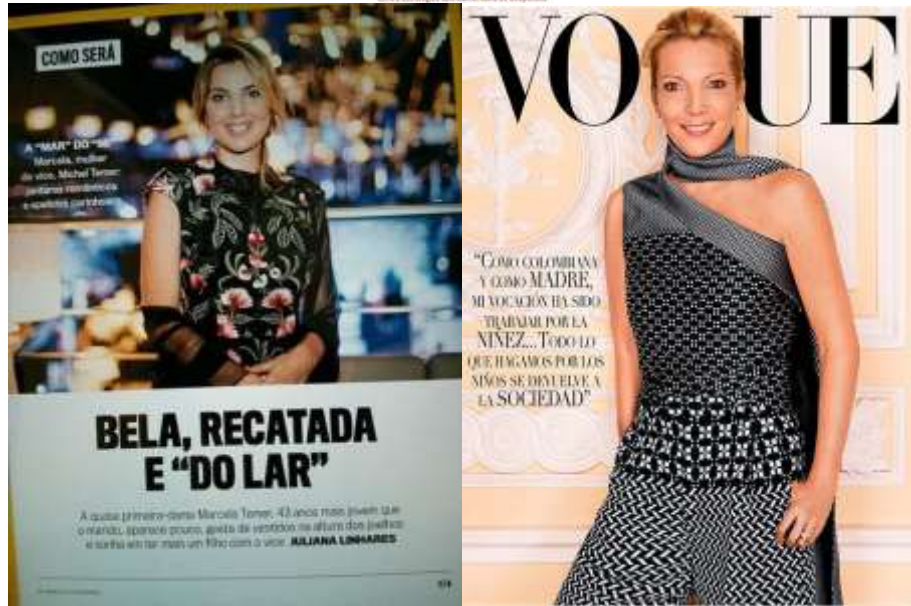 COMO SERÁ
A “MAR” DO “MI”
Marcela, mulher
do vice, Michel Temer:
jantares românticos
e apelidos carinhosos
BELA, RECATADA
E “DO LAR”
A quase primeira-dama Marcela Temer, 43 anos mais jovem que
o marido, aparece pouco, gosta de vestidos na altura dos joelhos
e sonha em ter mais um filho com o vice JULIANA LINHARES
VOGUE
“COMO COLOMBIANA
Y COMO MADRE,
MI VOCACIÓN HA SIDO
TRABAJAR POR LA
NIÑEZ...TODO LO
QUE HAGAMOS POR LOS
NIÑOS SE DEVUELVE A
LA SOCIEDAD”